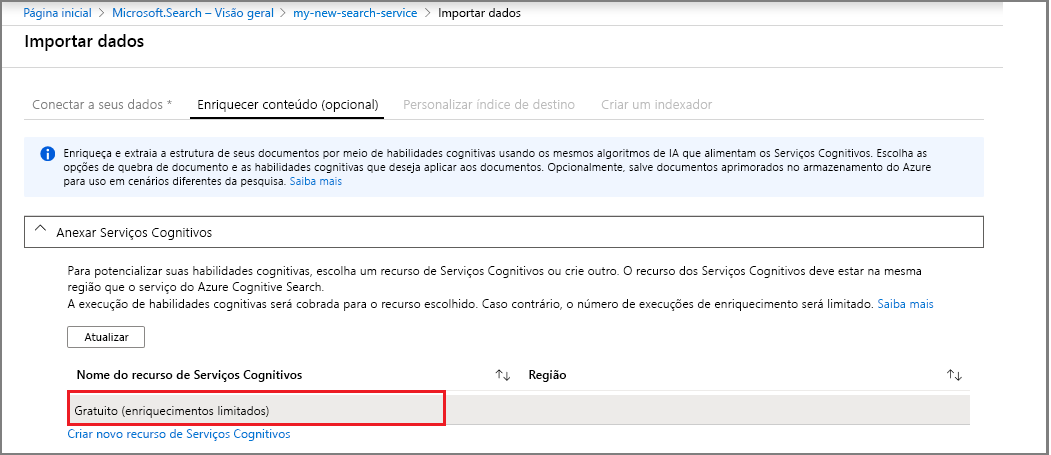 Página inicial > Microsoft.Search – Visão geral > my-new-search-service > Importar dados
Importar dados
Conectar a seus dados * Enriquecer conteúdo (opcional) Personalizar índice de destino Criar um indexador
Enriqueça e extraia a estrutura de seus documentos por meio de habilidades cognitivas usando os mesmos algoritmos de IA que alimentam os Serviços Cognitivos. Escolha as
opções de quebra de documento e as habilidades cognitivas que deseja aplicar aos documentos. Opcionalmente, salve documentos aprimorados no armazenamento do Azure
para uso em cenários diferentes da pesquisa. Saiba mais
Anexar Serviços Cognitivos
Para potencializar suas habilidades cognitivas, escolha um recurso de Serviços Cognitivos ou crie outro. O recurso dos Serviços Cognitivos deve estar na mesma
região que o serviço do Azure Cognitive Search.
A execução de habilidades cognitivas será cobrada para o recurso escolhido. Caso contrário, o número de execuções de enriquecimento será limitado. Saiba mais
Atualizar
Nome do recurso de Serviços Cognitivos Região
Gratuito (enriquecimentos limitados)
Criar novo recurso de Serviços Cognitivos